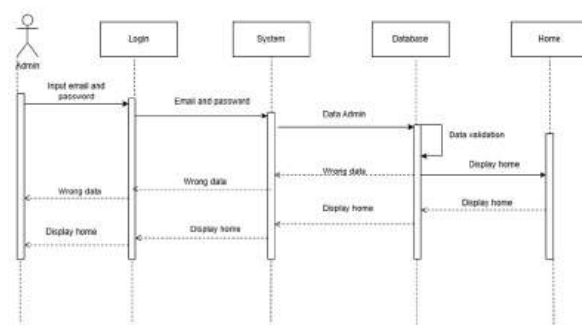 Login
System
Database
Home
Admin
Input email and
password
Email and password
Data Admin
Data validation
Display home
Wrong data
Wrong data
Wrong data
Display home
Display home
Display home
Display home